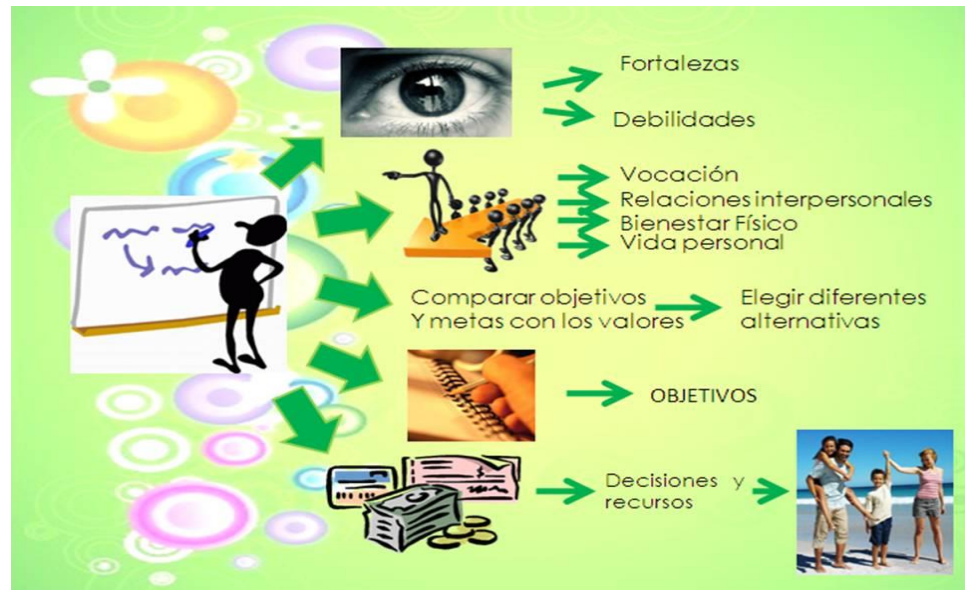 Fortalezas
Debilidades
Vocación
Relaciones interpersonales
Bienestar Físico
Vida personal
Comparar objetivos
Y metas con los valores
Elegir diferentes
alternativas
OBJETIVOS
Decisiones y
recursos